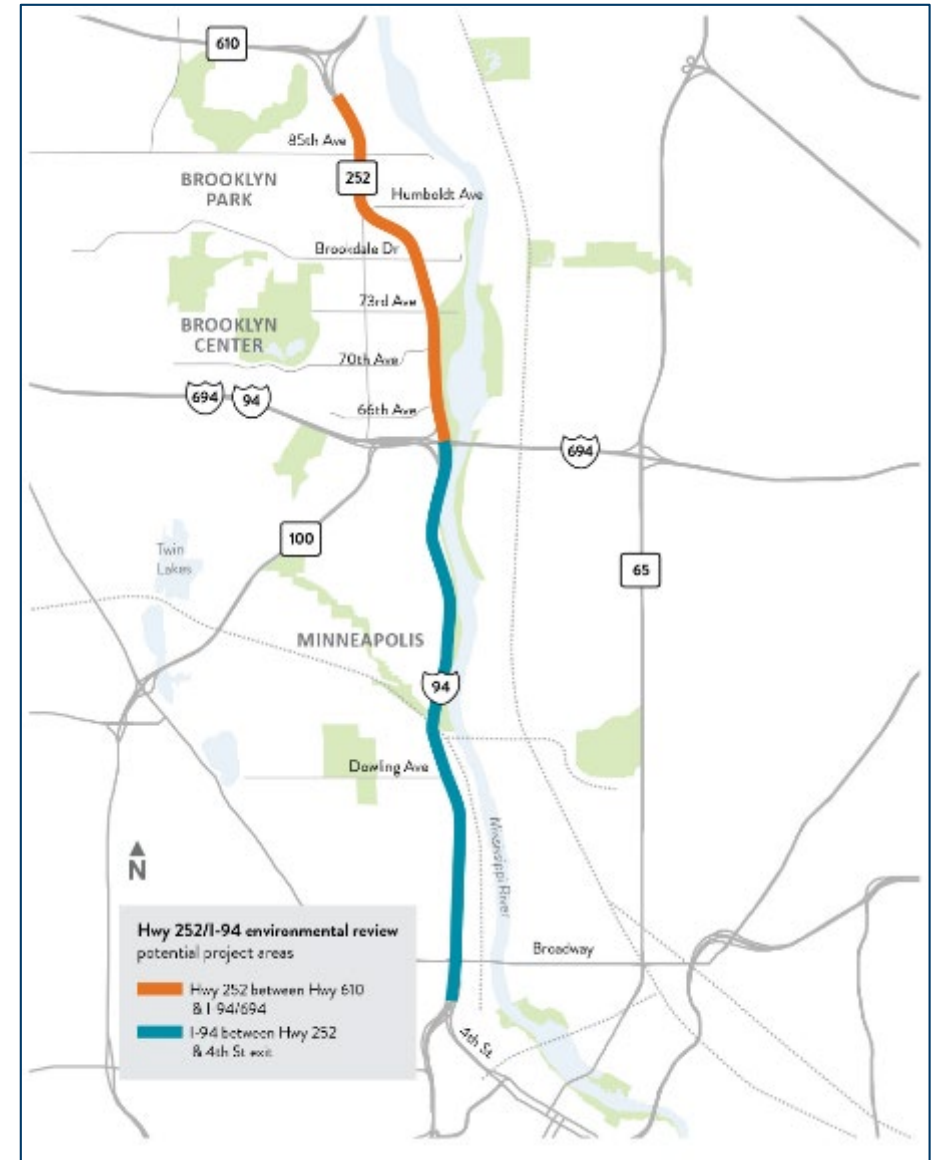 610
85th Ave
252
BROOKLYN
PARK
Humboldt Ave
Brookdale Dr
73rd Ave
BROOKLYN
CENTER
70th Ave
694
94
66th Ave
694
100
Twin
Lakes
65
MINNEAPOLIS
94
Dowling Ave
Mississippi River
N
Hwy 252/I-94 environmental review
potential project areas
Hwy 252 between Hwy 610
& I-94/694
I-94 between Hwy 252
& 4th St exit
Broadway
4th St